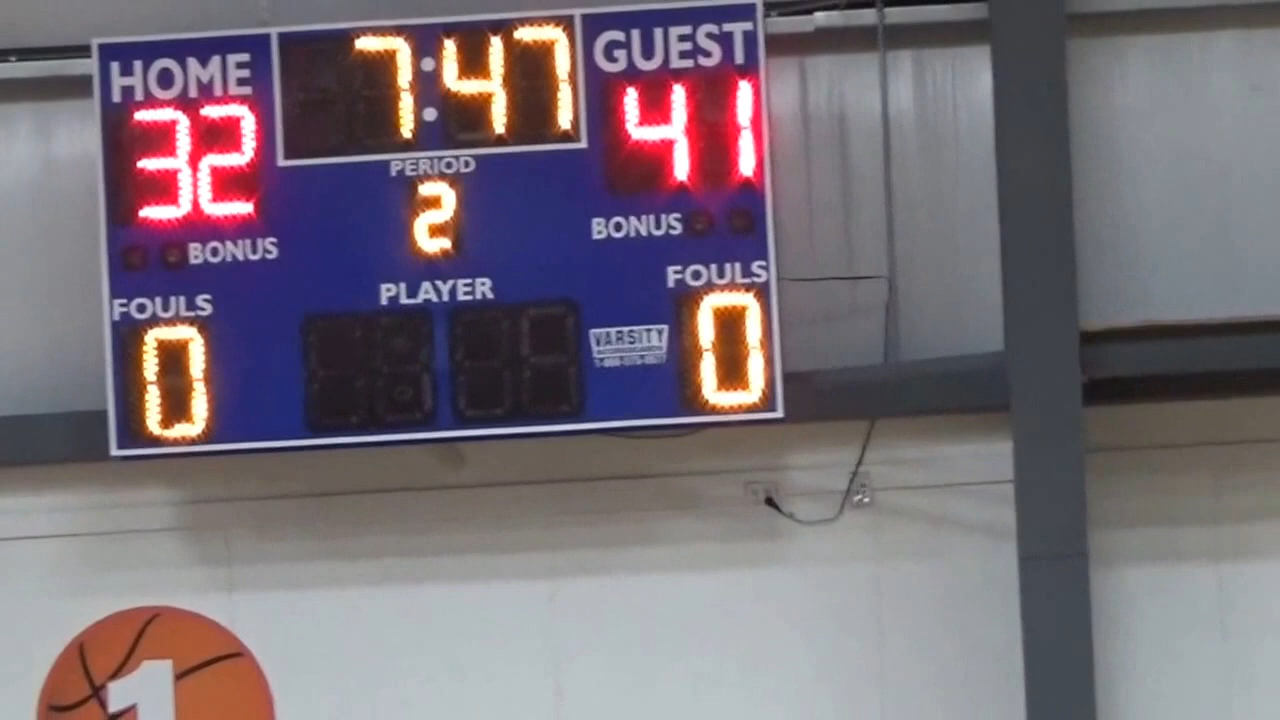 HOME 7:47 GUEST
32 41
PERIOD
2
BONUS BONUS
FOULS PLAYER FOULS
0 0
VARSITY
1